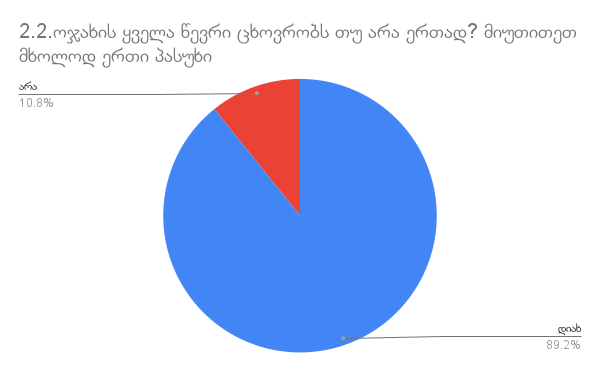 2.2.ოჯახის ყველა წევრი ცხოვრობს თუ არა ერთად? მიუთითეთ
მხოლოდ ერთი პასუხი
არა
10.8%
დიახ
89.2%